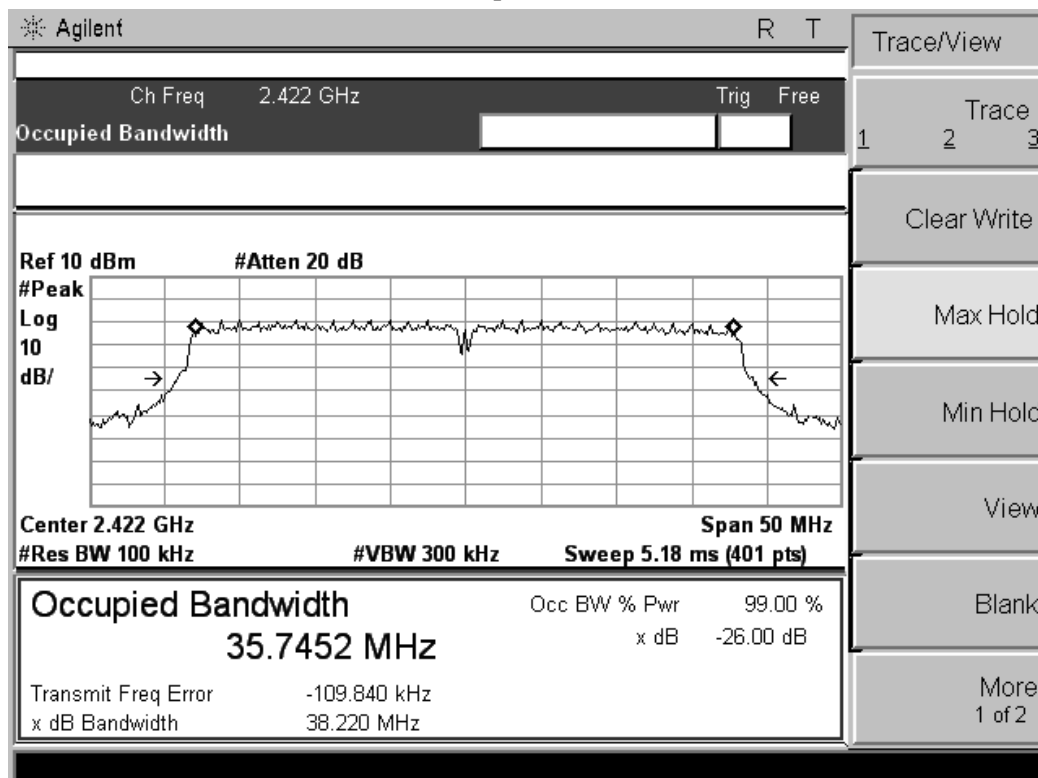 Agilent R T
Trace/View
Ch Freq 2.422 GHz Trig Free
Occupied Bandwidth
Trace
1 2 3
Clear Write
Ref 10 dBm #Atten 20 dB
#Peak
Log
10
dB/
Max Hold
Min Hold
View
Center 2.422 GHz Span 50 MHz
#Res BW 100 kHz #VBW 300 kHz Sweep 5.18 ms (401 pts)
Occupied Bandwidth Occ BW % Pwr 99.00 %
35.7452 MHz x dB -26.00 dB
Transmit Freq Error -109.840 kHz
x dB Bandwidth 38.220 MHz
Blank
More
1 of 2